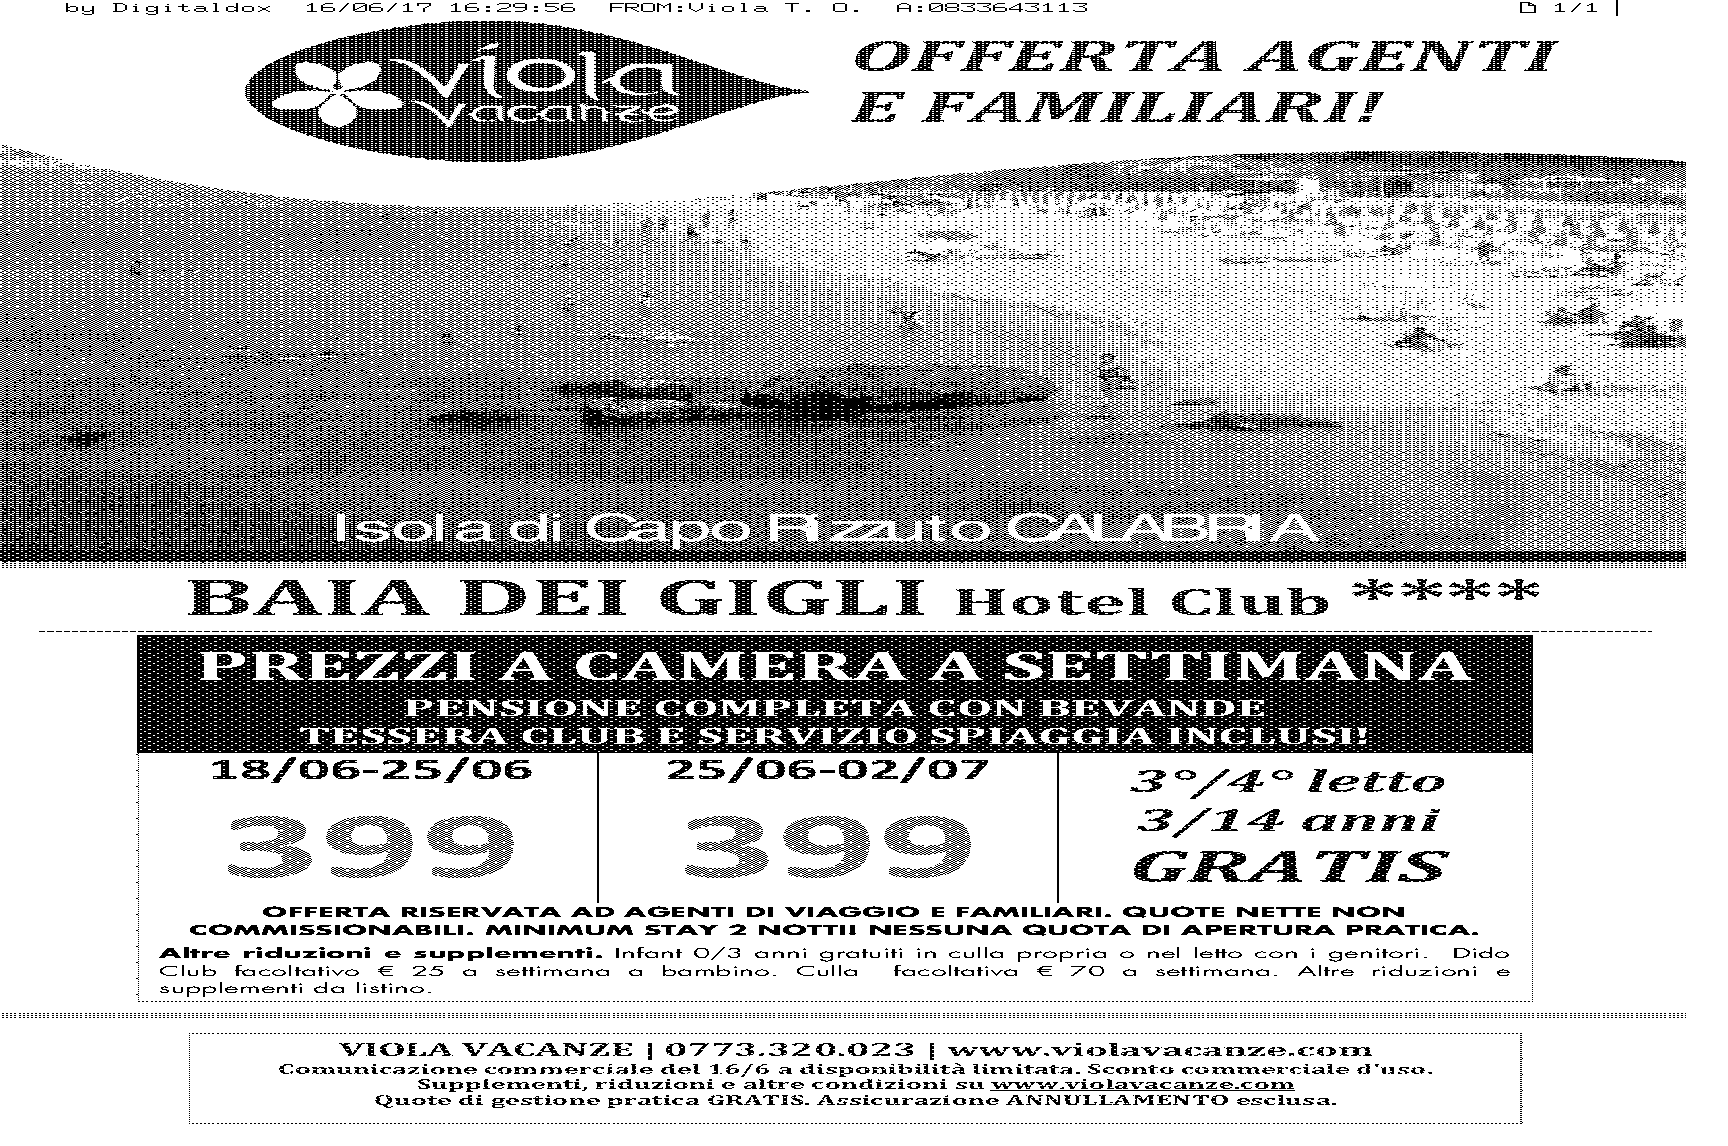 by Digitaldox 16/06/17 16:29:56 FROM:Viola T. O. A:0833643113 1/1
viola
vacanze
OFFERTA AGENTI
E FAMILIARI!
Isola di Capo Rizzuto CALABRIA
BAIA DEI GIGLI Hotel Club ****
PREZZI A CAMERA A SETTIMANA
PENSIONE COMPLETA CON BEVANDE
TESSERA CLUB E SERVIZIO SPIAGGIA INCLUSI!
18/06-25/06
399
25/06-02/07
399
3°/4° letto
3/14 anni
GRATIS
OFFERTA RISERVATA AD AGENTI DI VIAGGIO E FAMILIARI. QUOTE NETTE NON
COMMISSIONABILI. MINIMUM STAY 2 NOTTI! NESSUNA QUOTA DI APERTURA PRATICA.
Altre riduzioni e supplementi. Infant 0/3 anni gratuiti in culla propria o nel letto con i genitori. Dido
Club facoltativo € 25 a settimana a bambino. Culla facoltativa € 70 a settimana. Altre riduzioni e
supplementi da listino.
VIOLA VACANZE | 0773.320.023 | www.violavacanze.com
Comunicazione commerciale del 16/6 a disponibilità limitata. Sconto commerciale d'uso.
Supplementi, riduzioni e altre condizioni su www.violavacanze.com
Quote di gestione pratica GRATIS. Assicurazione ANNULLAMENTO esclusa.